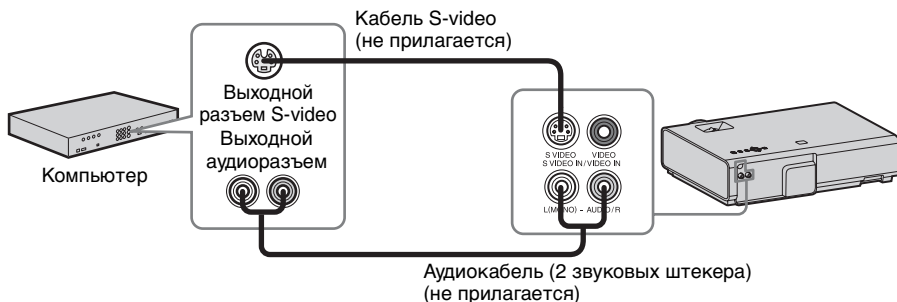 Кабель S-video
(не прилагается)
Выходной
разъем S-video
Выходной
аудиоразъем
Компьютер
S VIDEO
VIDEO
S VIDEO IN/VIDEO IN
L(MONO) - AUDIO/R
Аудиокабель (2 звуковых штекера)
(не прилагается)